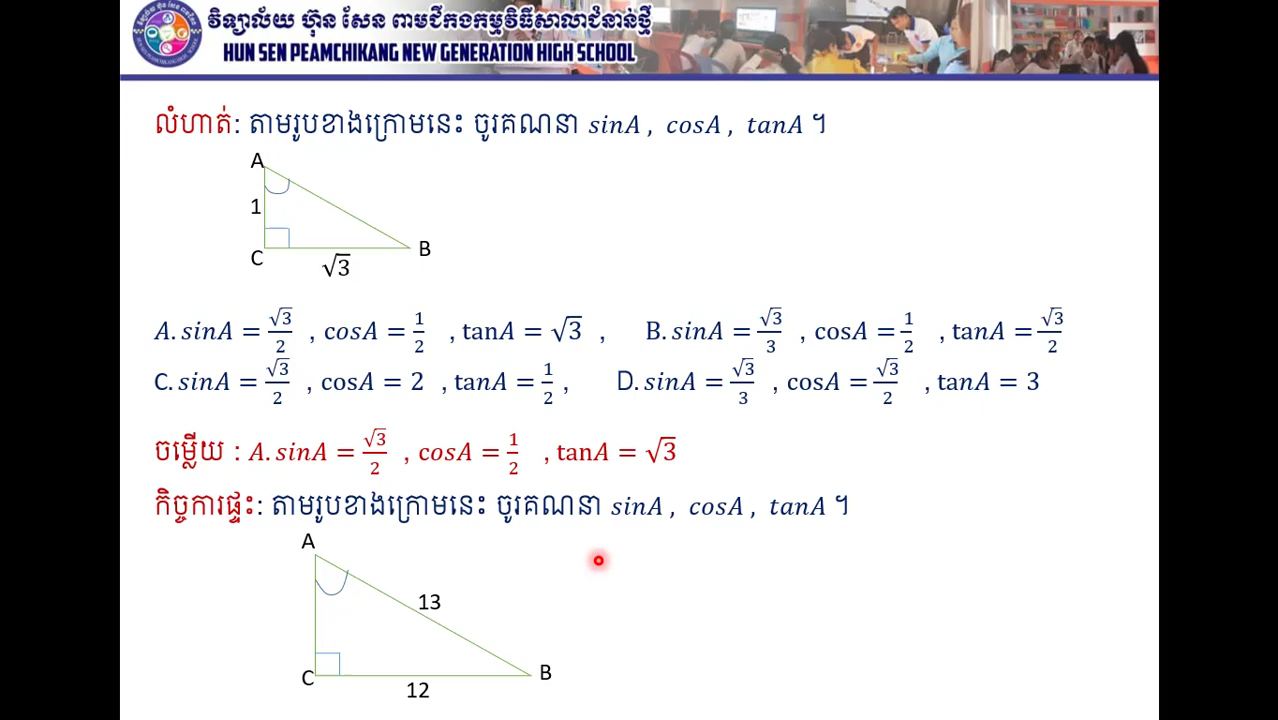 វិទ្យាល័យ ហ៊ុន សែន ពាមជីកងកម្មវិធីសាលាជំនាន់ថ្មី
HUN SEN PEAMCHIKANG NEW GENERATION HIGH SCHOOL
លំហាត់: តាមរូបខាងក្រោមនេះ ចូរគណនា sinA , cosA , tanA ។
A
1
C
B
√3
A. sinA = √3/2 , cosA = 1/2 , tanA = √3 , B. sinA = √3/3 , cosA = 1/2 , tanA = √3/2
C. sinA = √3/2 , cosA = 2 , tanA = 1/2 , D. sinA = √3/3 , cosA = √3/2 , tanA = 3
ចម្លើយ : A. sinA = √3/2 , cosA = 1/2 , tanA = √3
កិច្ចការផ្ទះ: តាមរូបខាងក្រោមនេះ ចូរគណនា sinA , cosA , tanA ។
A
13
C
B
12